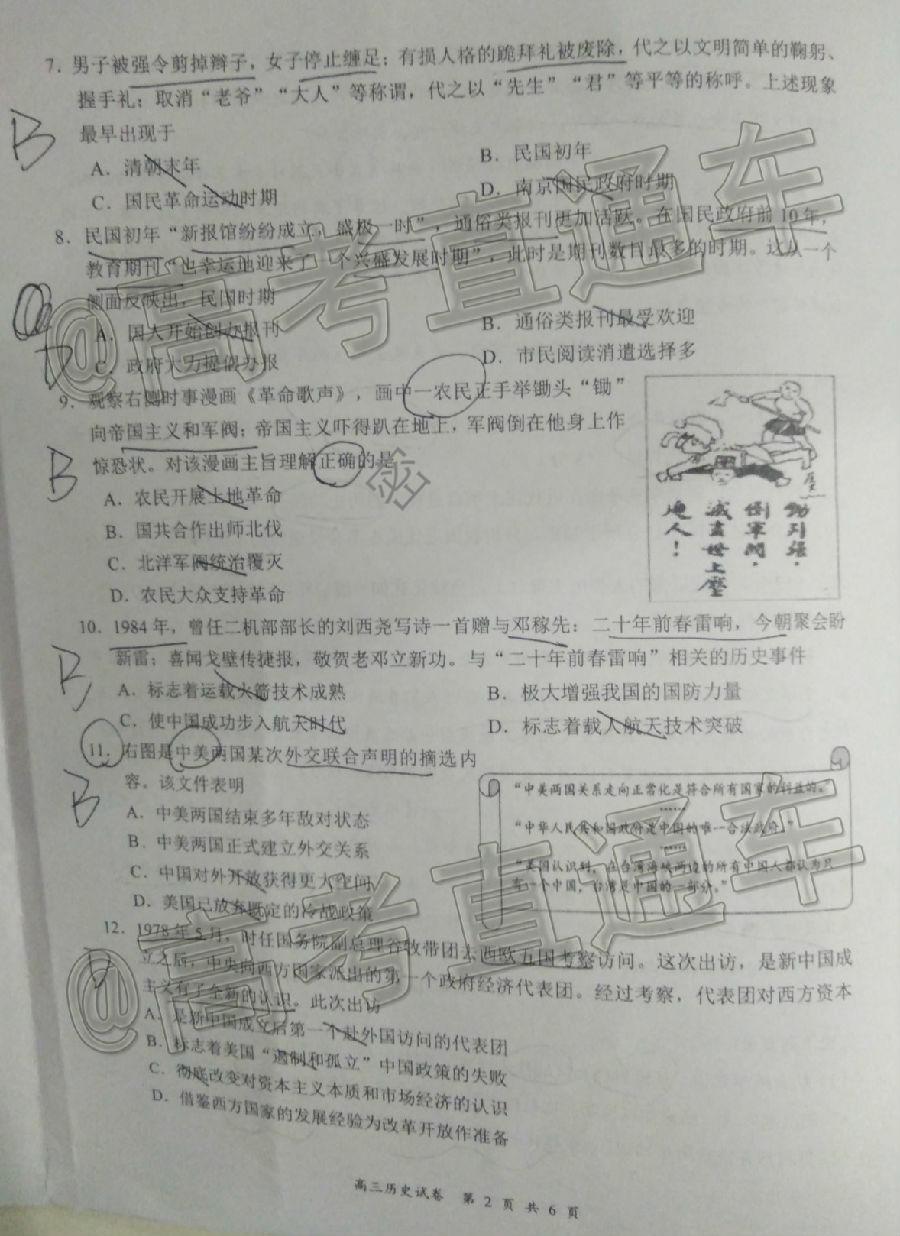 7. 男子被强令剪掉辫子，女子停止缠足；有损人格的跪拜礼被废除，代之以文明简单的鞠躬、
握手礼；取消“老爷”“大人”等称谓，代之以“先生”“君”等平等的称呼。上述现象
最早出现于
B
A. 清朝末年
B. 民国初年
C. 国民革命运动时期
D. 南京国民政府时期
8. 民国初年“新报馆纷纷成立，盛极一时”，通俗类报刊更加活跃。在国民政府前10年，
教育期刊“也幸运地迎来了一个兴盛发展时期”，此时是期刊数目最多的时期。这从一个
侧面反映出，民国时期
D
A. 国人开始创办报刊
B. 通俗类报刊最受欢迎
C. 政府大力提倡办报
D. 市民阅读消遣选择多
9. 观察右侧时事漫画《革命歌声》，画中一农民正手举锄头“锄”
向帝国主义和军阀；帝国主义吓得趴在地上，军阀倒在他身上作
惊恐状。对该漫画主旨理解正确的是
B
A. 农民开展土地革命
B. 国共合作出师北伐
C. 北洋军阀统治覆灭
D. 农民大众支持革命
倒軍閥·
滅盡世上
人！
密
10. 1984年，曾任二机部部长的刘西尧写诗一首赠与邓稼先：二十年前春雷响，今朝聚会盼
新雷；喜闻戈壁传捷报，敬贺老邓立新功。与“二十年前春雷响”相关的历史事件
B
A. 标志着运载火箭技术成熟
B. 极大增强我国的国防力量
C. 使中国成功步入航天时代
D. 标志着载人航天技术突破
11. 右图是中美两国某次外交联合声明的摘选内
容。该文件表明
B
A. 中美两国结束多年敌对状态
B. 中美两国正式建立外交关系
C. 中国对外开放获得更大空间
D. 美国已放弃既定的冷战政策
“中美两国关系走向正常化是符合所有国家的利益的。”
……
“中华人民共和国政府是中国的唯一合法政府。”
……
“美国认识到，在台湾海峡两边的所有中国人都认为只
有一个中国，台湾是中国的一部分。”
12. 1978年5月，时任国务院副总理谷牧带团去西欧五国考察访问。这次出访，是新中国成
立之后，中央向西方国家派出的第一个政府经济代表团。经过考察，代表团对西方资本
主义有了全新的认识。此次出访
D
A. 是新中国成立后第一个赴外国访问的代表团
B. 标志着美国“遏制和孤立”中国政策的失败
C. 彻底改变对资本主义本质和市场经济的认识
D. 借鉴西方国家的发展经验为改革开放作准备
高三历史试卷 第 2 页 共 6 页
@高考直通车
@高考直通车